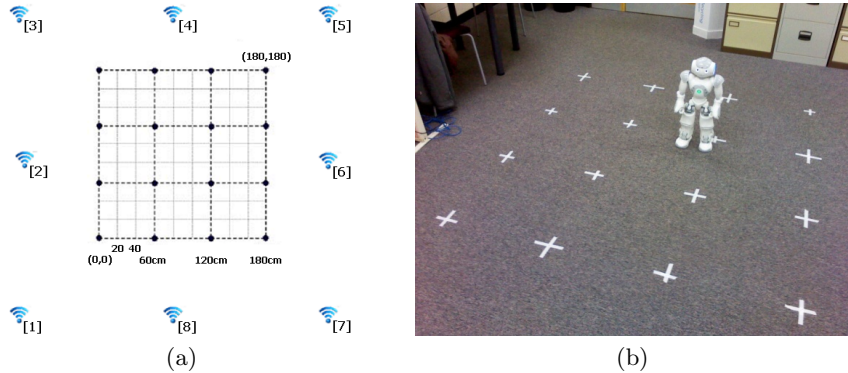 [3] [4] [5]
(180,180)
[2] [6]
20 40
(0,0) 60cm 120cm 180cm
[1] [8] [7]
(a) (b)